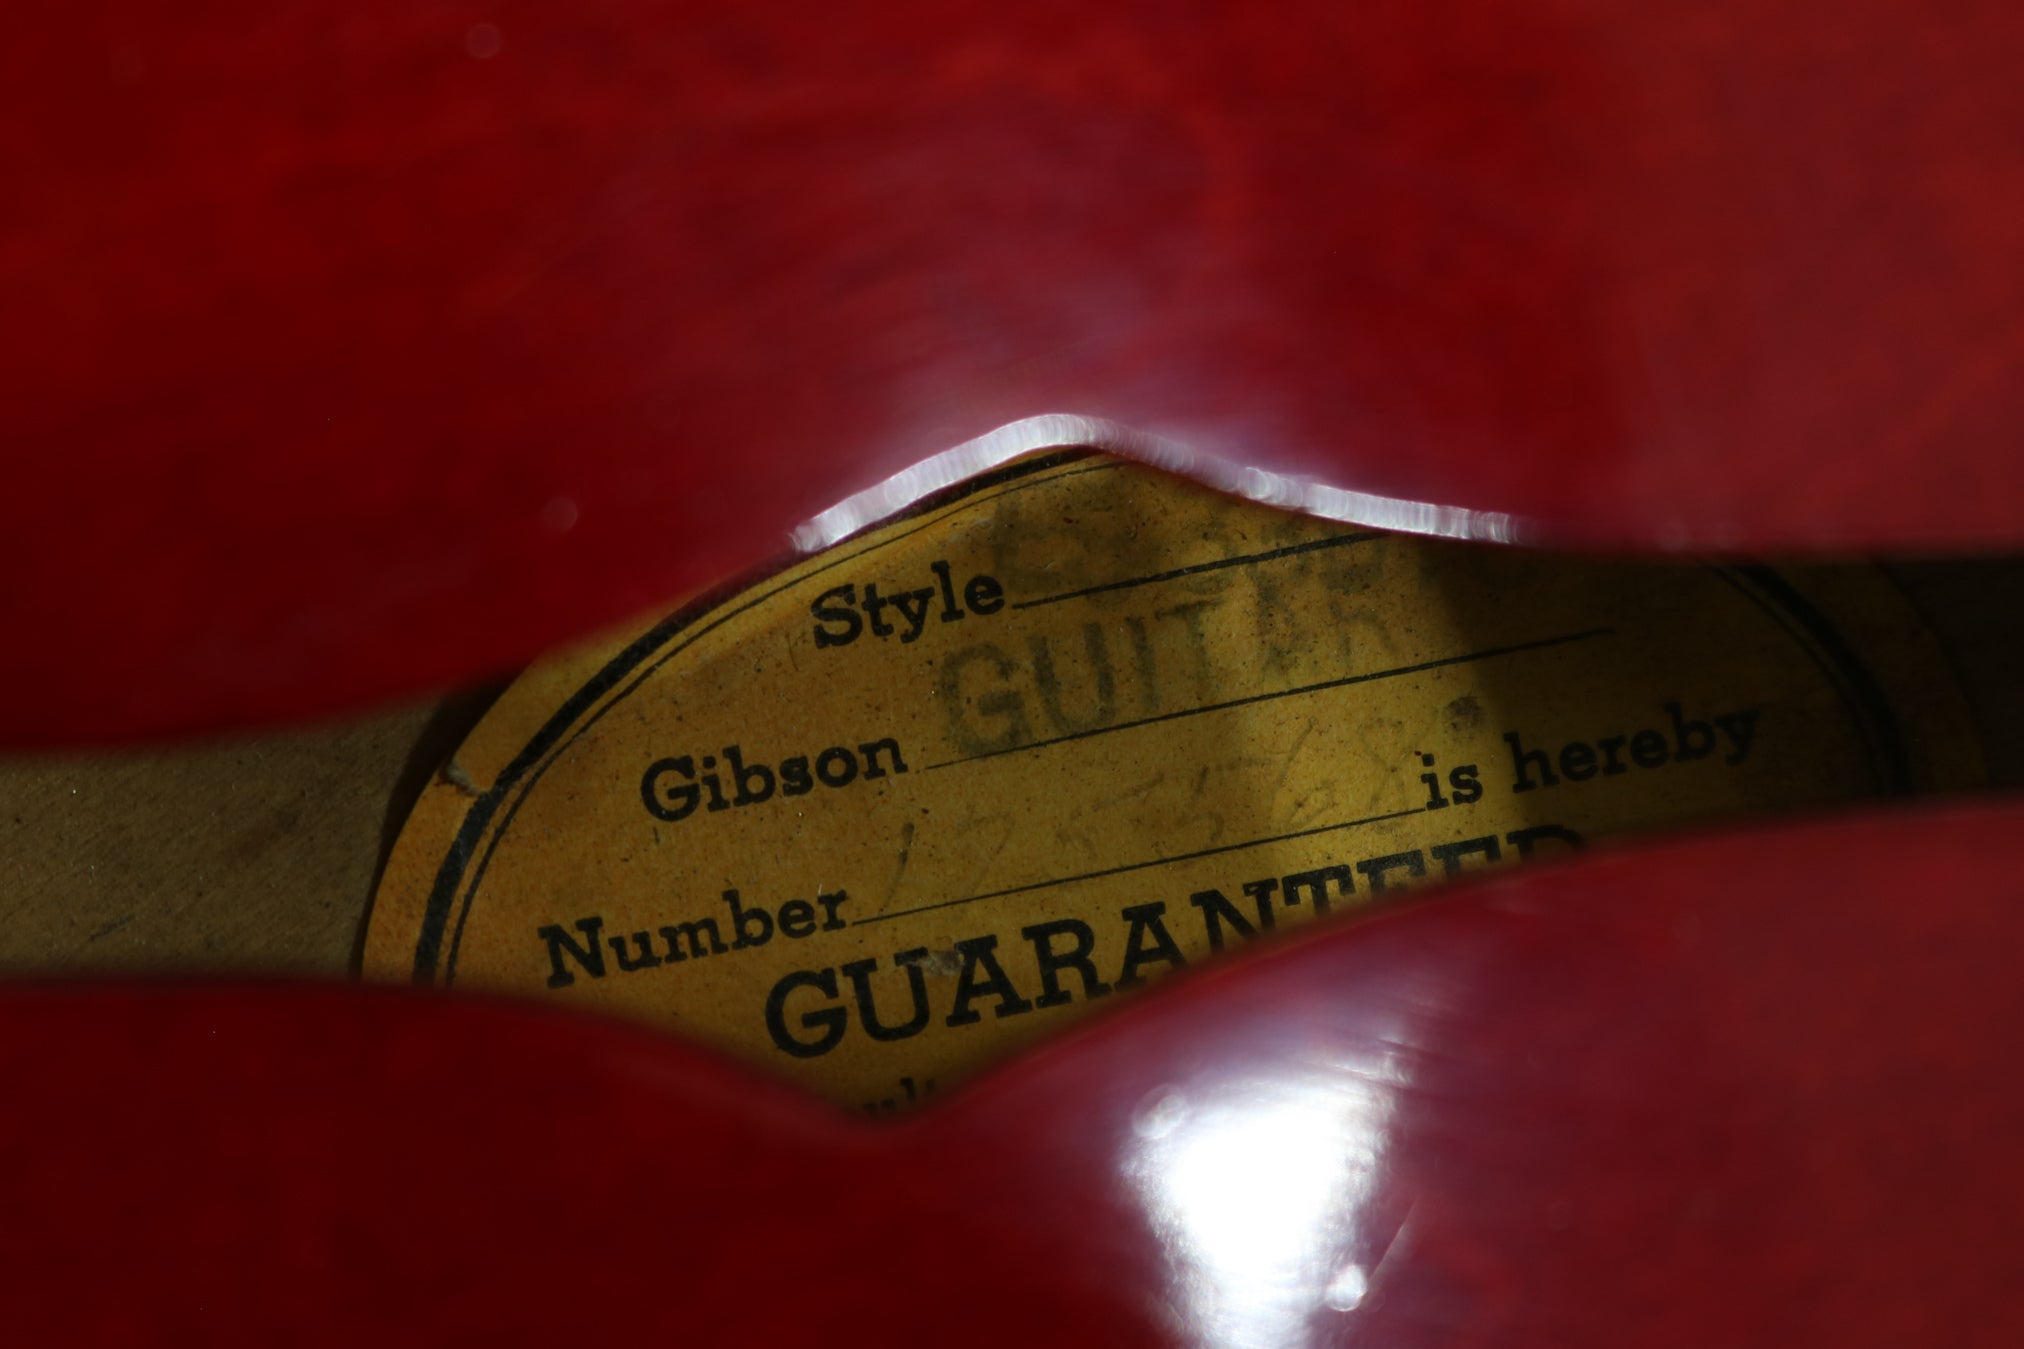 Style
Gibson GUITAR
Number is hereby
GUARANTEED